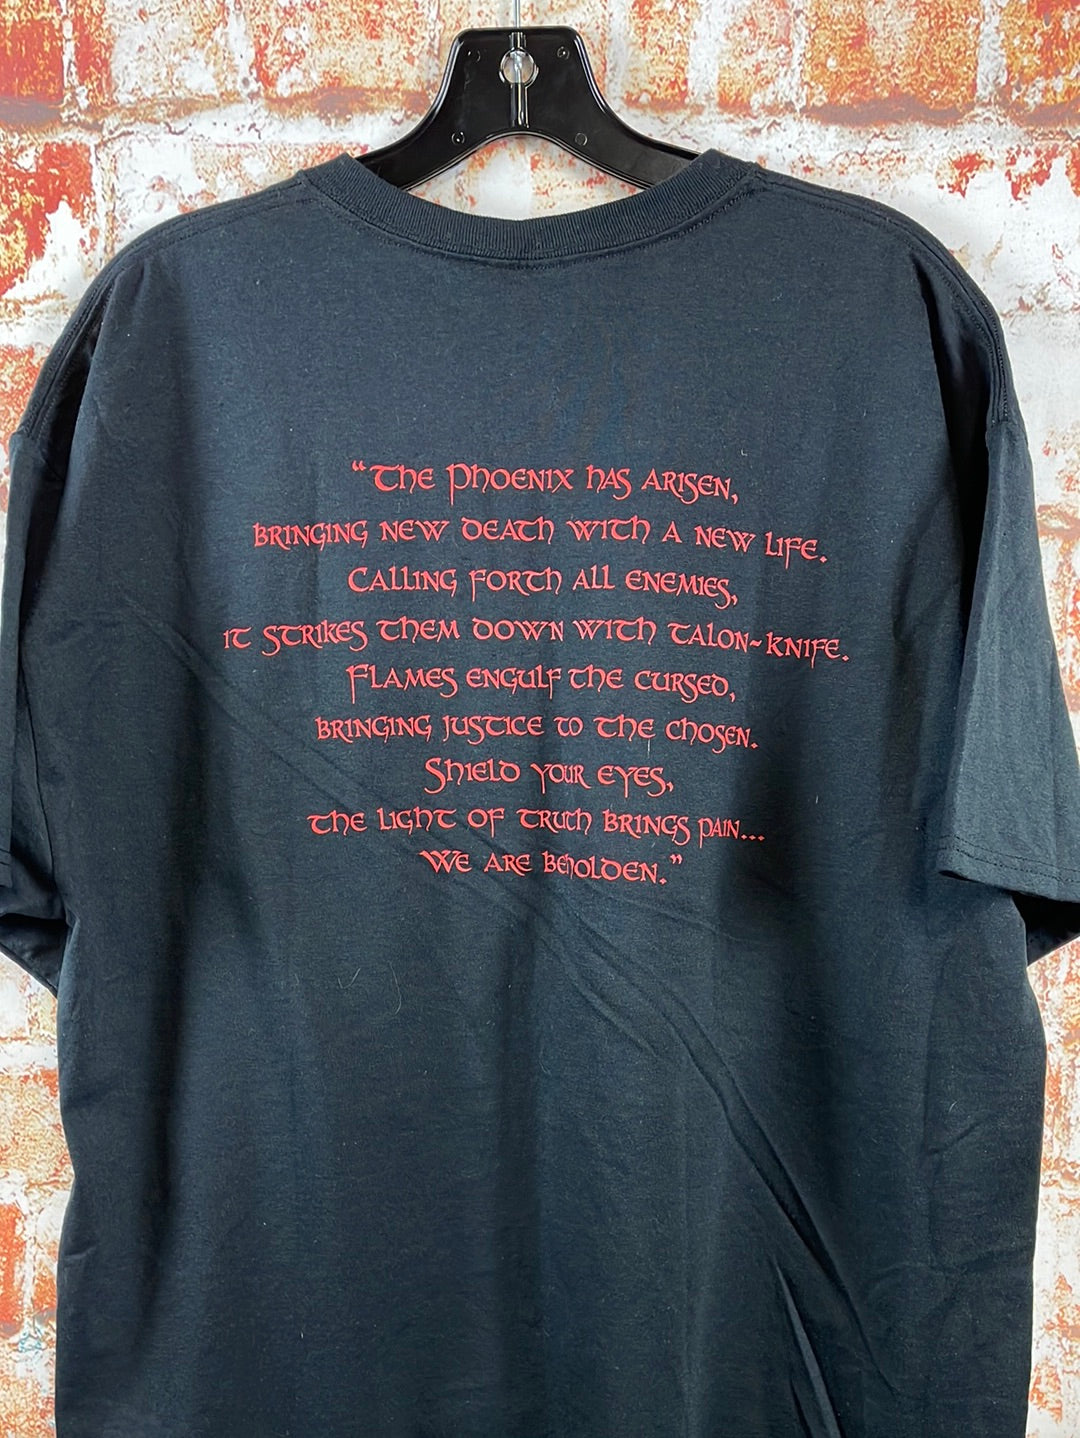 “The Phoenix has arisen,
bringing new death with a new life.
Calling forth all enemies,
it strikes them down with talon-knife.
Flames engulf the cursed,
bringing justice to the chosen.
Shield your eyes,
the light of truth brings pain...
We are beholden.”